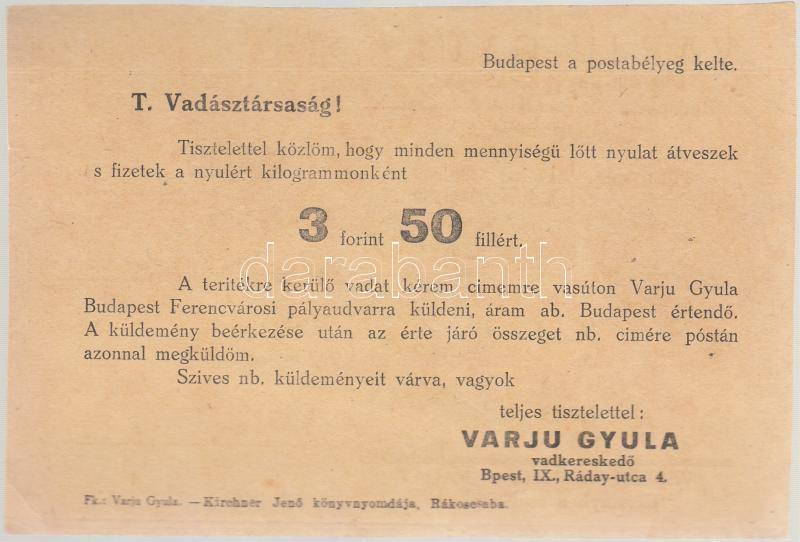 Budapest a postabélyeg kelte.
T. Vadásztársaság!
Tisztelettel közlöm, hogy minden mennyiségü lőtt nyulat átveszek
s fizetek a nyulért kilogrammonként
3 forint 50 fillért.
darabanth
A teritékre kerülő vadat kérem cimemre vasúton Varju Gyula
Budapest Ferencvárosi pályaudvarra küldeni, áram ab. Budapest értendő.
A küldemény beérkezése után az érte járó összeget nb. cimére póstán
azonnal megküldöm.
Szives nb. küldeményeit várva, vagyok
teljes tisztelettel:
VARJU GYULA
vadkereskedő
Bpest, IX., Ráday-utca 4.
Fk.: Varju Gyula. — Kirchner Jenő könyvnyomdája, Rákoscsaba.